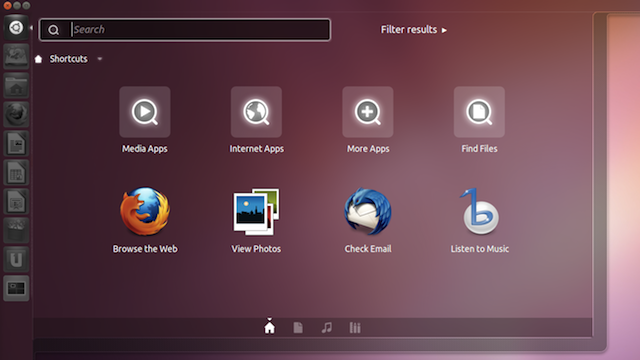 Search
Filter results ▸
Shortcuts
Media Apps
Internet Apps
More Apps
Find Files
Browse the Web
View Photos
Check Email
Listen to Music